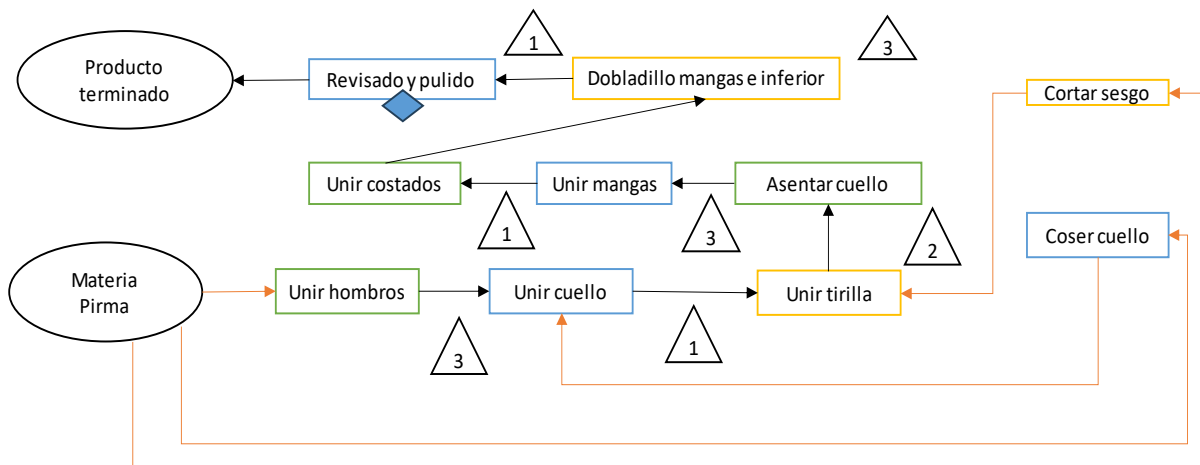 1
3
Producto
terminado
Revisado y pulido
Dobladillo mangas e inferior
Cortar sesgo
Unir costados
Unir mangas
Asentar cuello
1
3
2
Coser cuello
Materia
Pirma
Unir hombros
Unir cuello
Unir tirilla
3
1